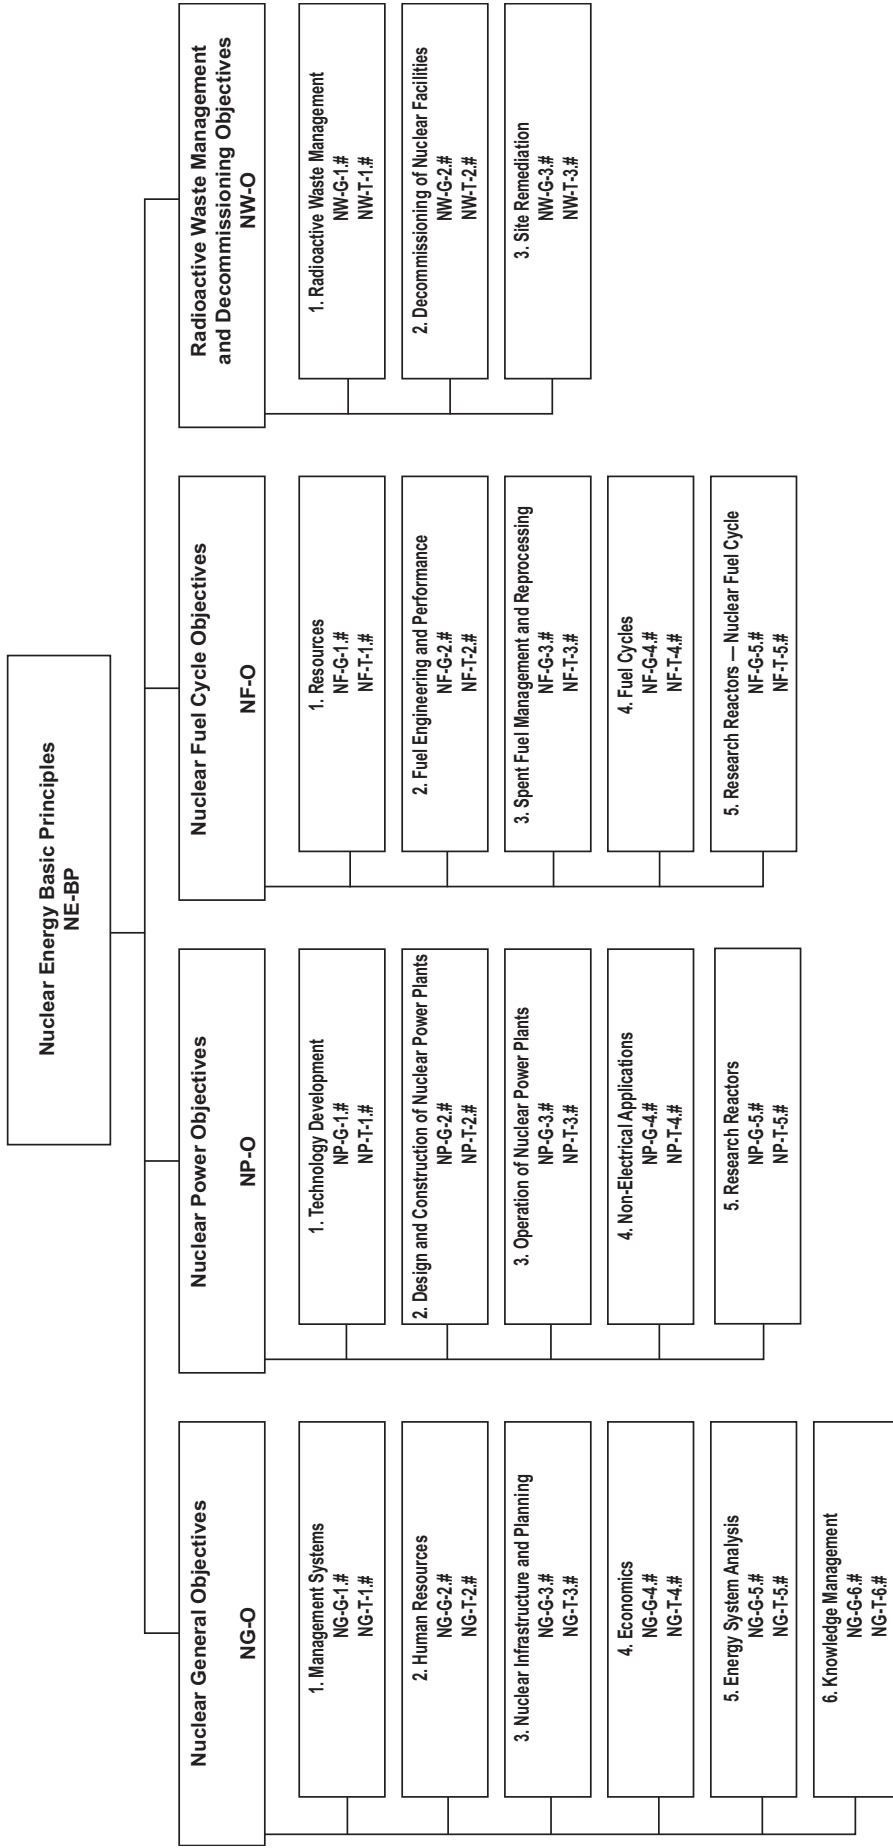 Nuclear Energy Basic Principles
NE-BP
Nuclear General Objectives
NG-O
1. Management Systems
NG-G-1.#
NG-T-1.#
2. Human Resources
NG-G-2.#
NG-T-2.#
3. Nuclear Infrastructure and Planning
NG-G-3.#
NG-T-3.#
4. Economics
NG-G-4.#
NG-T-4.#
5. Energy System Analysis
NG-G-5.#
NG-T-5.#
6. Knowledge Management
NG-G-6.#
NG-T-6.#
Nuclear Power Objectives
NP-O
1. Technology Development
NP-G-1.#
NP-T-1.#
2. Design and Construction of Nuclear Power Plants
NP-G-2.#
NP-T-2.#
3. Operation of Nuclear Power Plants
NP-G-3.#
NP-T-3.#
4. Non-Electrical Applications
NP-G-4.#
NP-T-4.#
5. Research Reactors
NP-G-5.#
NP-T-5.#
Nuclear Fuel Cycle Objectives
NF-O
1. Resources
NF-G-1.#
NF-T-1.#
2. Fuel Engineering and Performance
NF-G-2.#
NF-T-2.#
3. Spent Fuel Management and Reprocessing
NF-G-3.#
NF-T-3.#
4. Fuel Cycles
NF-G-4.#
NF-T-4.#
5. Research Reactors — Nuclear Fuel Cycle
NF-G-5.#
NF-T-5.#
Radioactive Waste Management
and Decommissioning Objectives
NW-O
1. Radioactive Waste Management
NW-G-1.#
NW-T-1.#
2. Decommissioning of Nuclear Facilities
NW-G-2.#
NW-T-2.#
3. Site Remediation
NW-G-3.#
NW-T-3.#